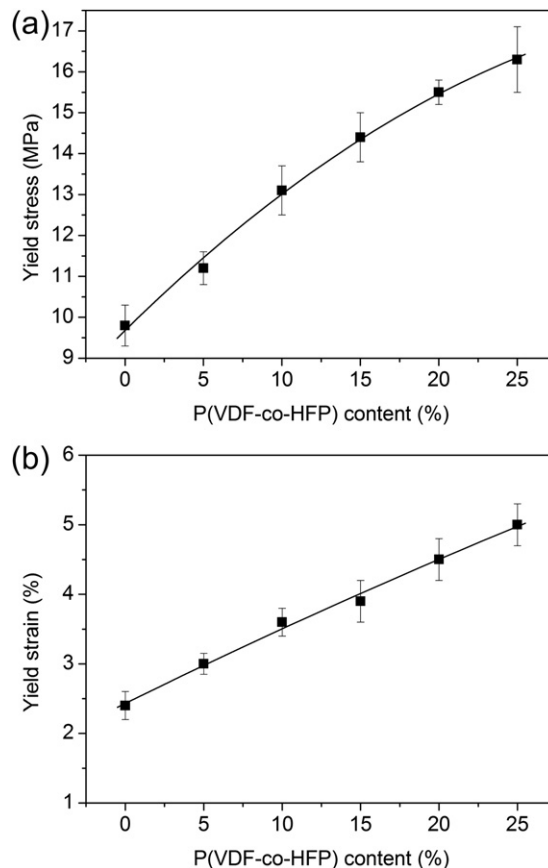 (a)
17
16
15
14
13
12
11
10
9
Yield stress (MPa)
0 5 10 15 20 25
P(VDF-co-HFP) content (%)
(b)
6
5
4
3
2
1
Yield strain (%)
0 5 10 15 20 25
P(VDF-co-HFP) content (%)